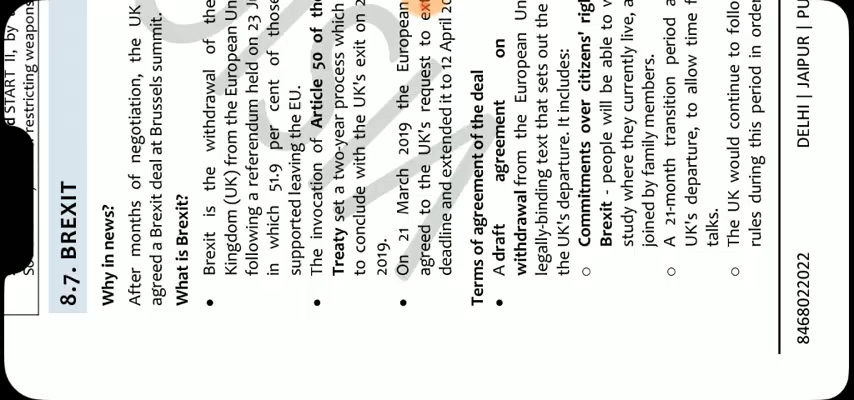 START II, by
restricting weapons
8.7. BREXIT
Why in news?
After months of negotiation, the UK
agreed a Brexit deal at Brussels summit.
What is Brexit?
• Brexit is the withdrawal of the
Kingdom (UK) from the European Un
following a referendum held on 23 J
in which 51.9 per cent of those
supported leaving the EU.
• The invocation of Article 50 of the
Treaty set a two-year process which
to conclude with the UK's exit on 2
2019.
• On 21 March 2019 the European
agreed to the UK's request to ext
deadline and extended it to 12 April 20
Terms of agreement of the deal
• A draft agreement on
withdrawal from the European Un
legally-binding text that sets out the
the UK's departure. It includes:
o Commitments over citizens' righ
Brexit - people will be able to w
study where they currently live, a
joined by family members.
o A 21-month transition period a
UK's departure, to allow time f
talks.
o The UK would continue to follo
rules during this period in order
8468022022 DELHI | JAIPUR | PU